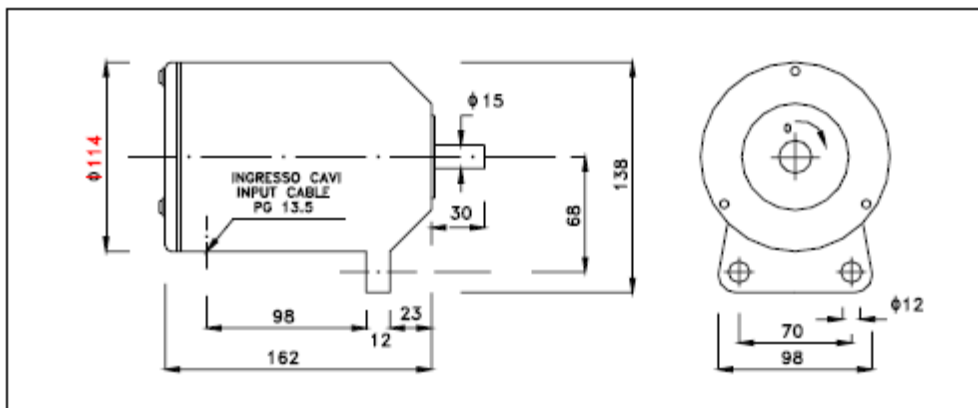 ϕ15
ϕ114
INGRESSO CAVI
INPUT CABLE
PG 13.5
30
68
138
98
12
23
162
0
ϕ12
70
98